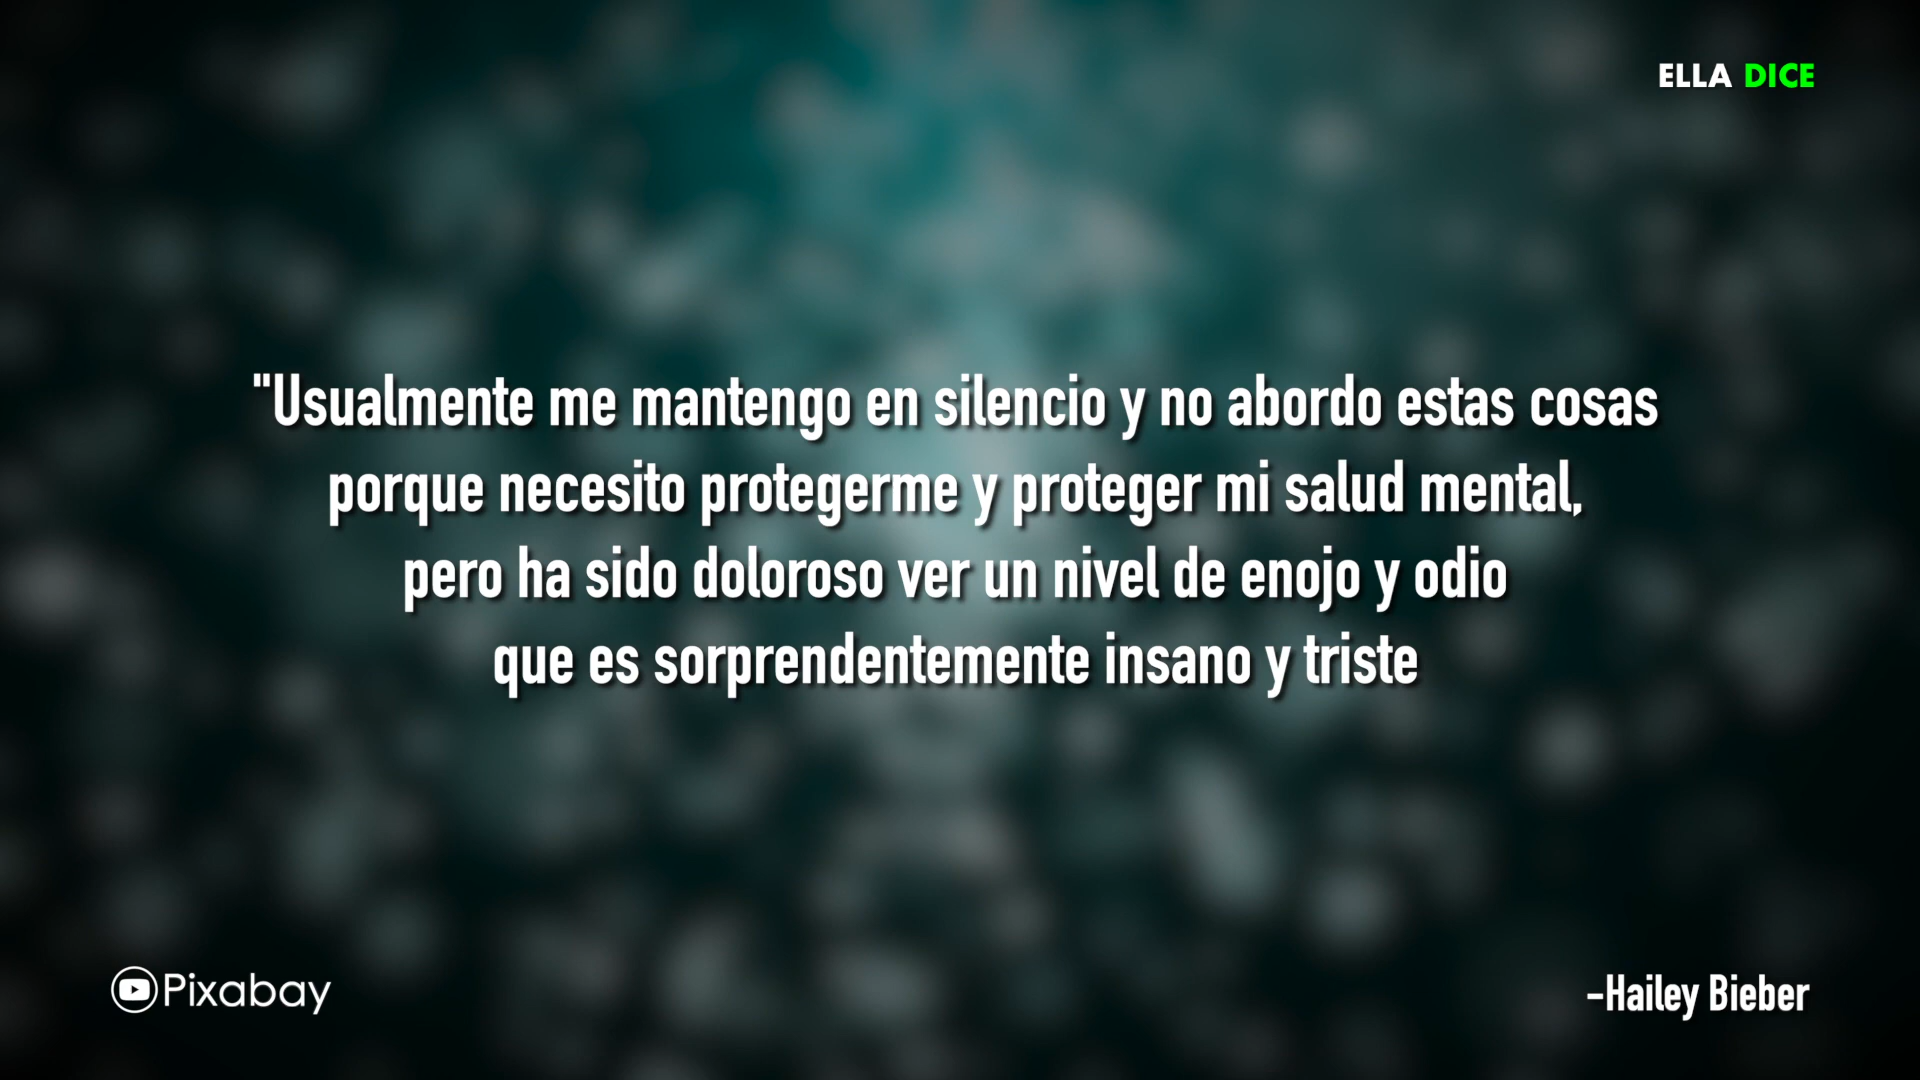 ELLA DICE
"Usualmente me mantengo en silencio y no abordo estas cosas
porque necesito protegerme y proteger mi salud mental,
pero ha sido doloroso ver un nivel de enojo y odio
que es sorprendentemente insano y triste
Pixabay
-Hailey Bieber